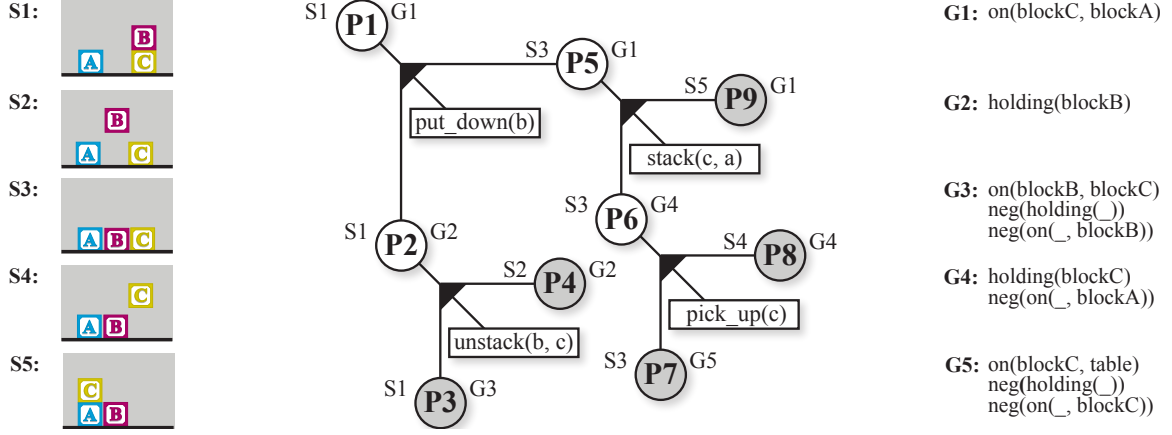 S1:
A
B
C
S2:
B
A
C
S3:
A
B
C
S4:
C
A
B
S5:
C
A
B
S1 P1 G1
put_down(b)
S3 P5 G1
S5 P9 G1
stack(c, a)
S1 P2 G2
S3 P6 G4
S2 P4 G2
S4 P8 G4
unstack(b, c)
pick_up(c)
S1 P3 G3
S3 P7 G5
G1: on(blockC, blockA)
G2: holding(blockB)
G3: on(blockB, blockC)
neg(holding(_))
neg(on(_, blockB))
G4: holding(blockC)
neg(on(_, blockA))
G5: on(blockC, table)
neg(holding(_))
neg(on(_, blockC))